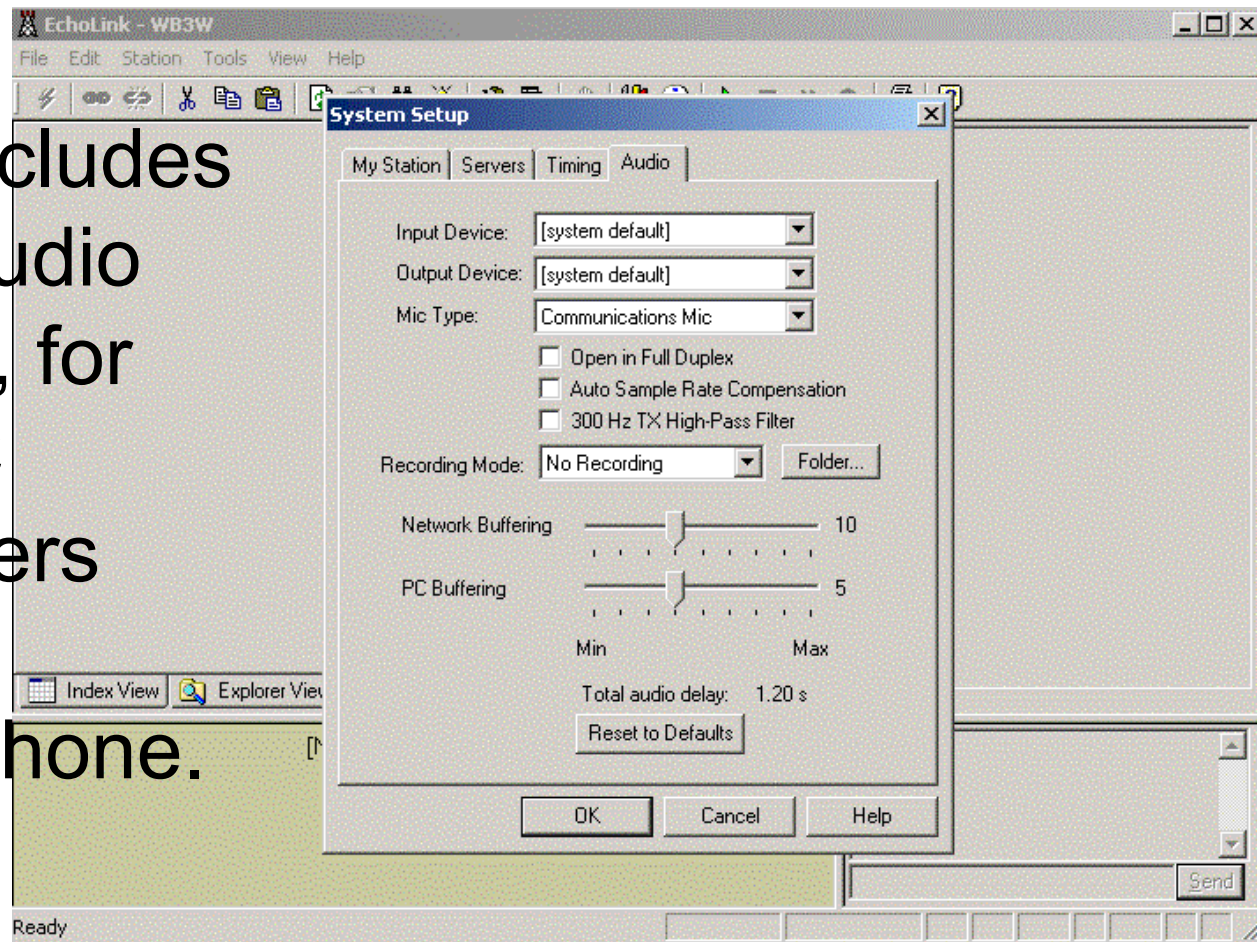 EchoLink - WB3W
File Edit Station Tools View Help
cludes
udio
, for
ers
hone.
System Setup
My Station Servers Timing Audio
Input Device: [system default]
Output Device: [system default]
Mic Type: Communications Mic
Open in Full Duplex
Auto Sample Rate Compensation
300 Hz TX High-Pass Filter
Recording Mode: No Recording Folder...
Network Buffering 10
PC Buffering 5
Min Max
Total audio delay: 1.20 s
Reset to Defaults
OK Cancel Help
Index View Explorer View
Send
Ready